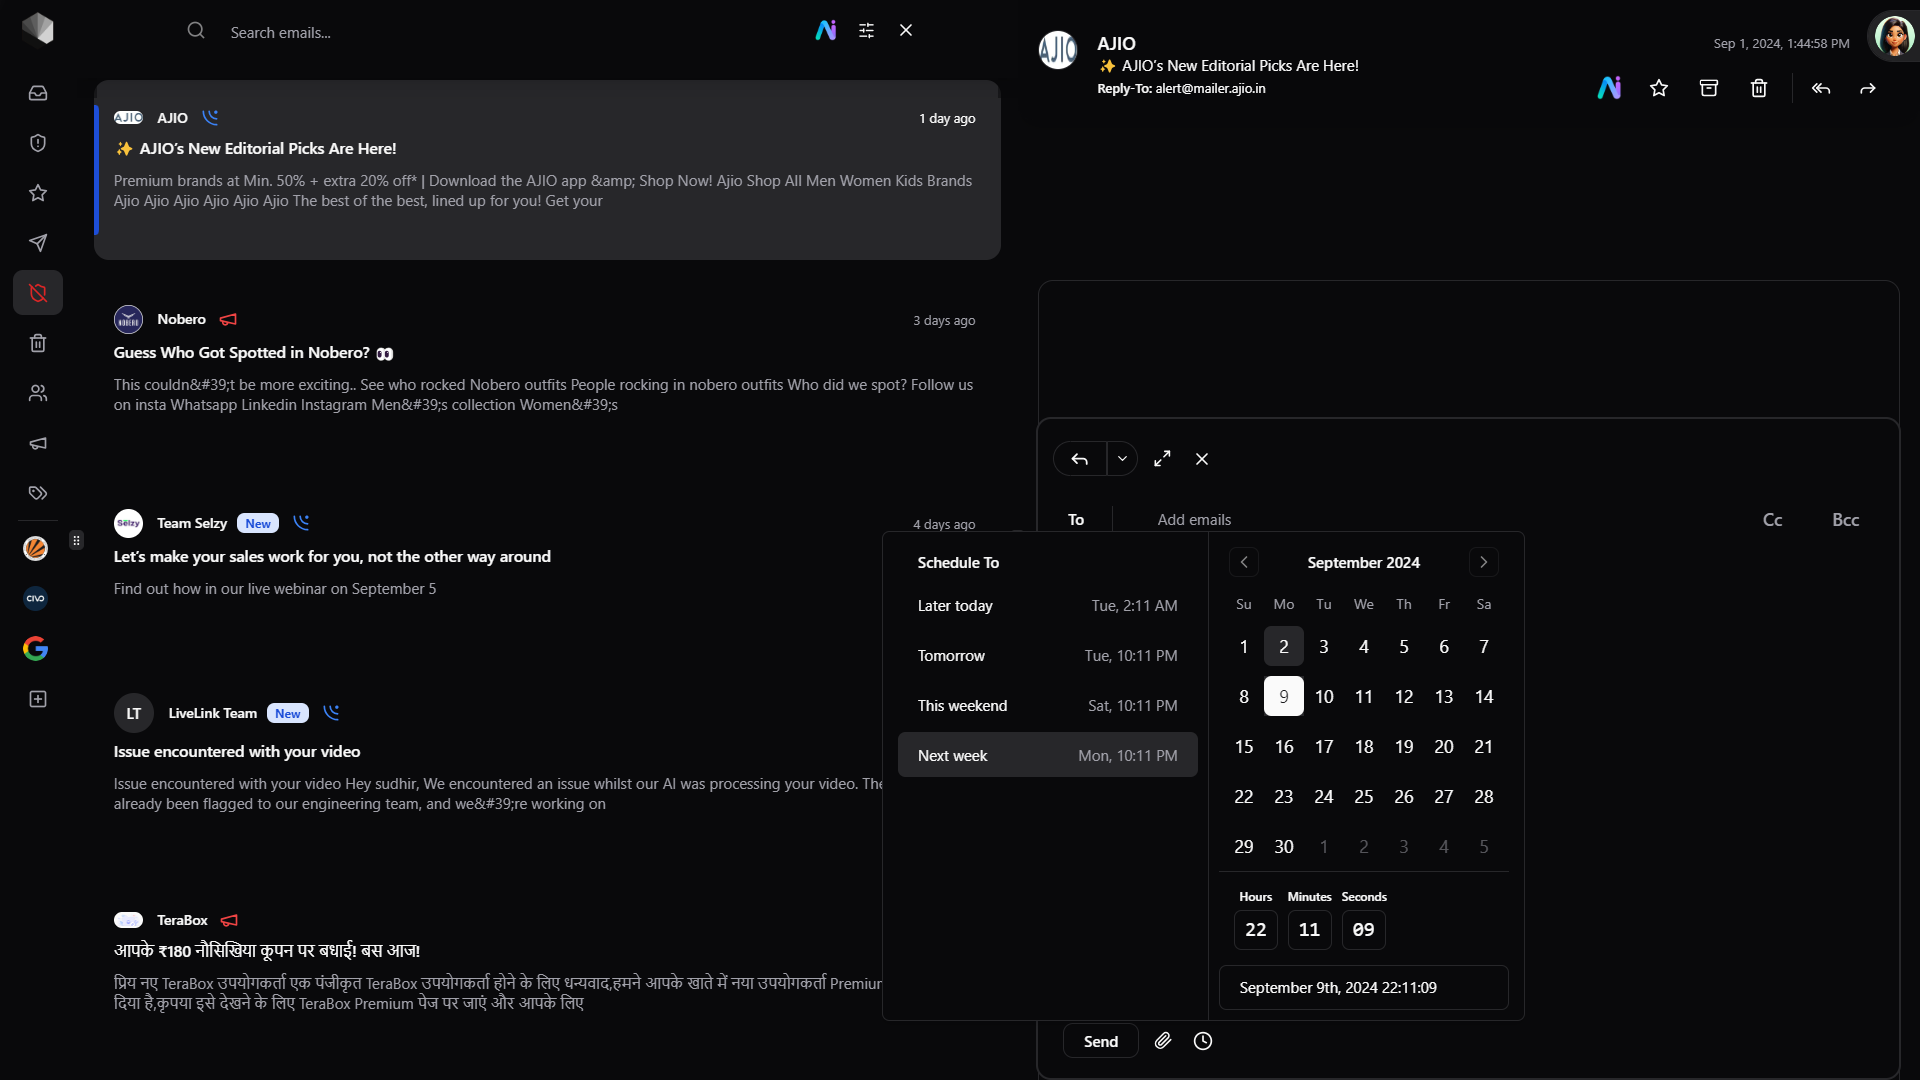 Search emails...
AJIO
AJIO
1 day ago
✨ AJIO's New Editorial Picks Are Here!
Premium brands at Min. 50% + extra 20% off* | Download the AJIO app &amp; Shop Now! Ajio Shop All Men Women Kids Brands
Ajio Ajio Ajio Ajio Ajio Ajio The best of the best, lined up for you! Get your
NOBERO
Nobero
3 days ago
Guess Who Got Spotted in Nobero? 👀
This couldn&#39;t be more exciting.. See who rocked Nobero outfits People rocking in nobero outfits Who did we spot? Follow us
on insta Whatsapp Linkedin Instagram Men&#39;s collection Women&#39;s
Selzy
Team Selzy
New
4 days ago
Let's make your sales work for you, not the other way around
Find out how in our live webinar on September 5
CIVO
LT
LiveLink Team
New
Issue encountered with your video
Issue encountered with your video Hey sudhir, We encountered an issue whilst our AI was processing your video. The
already been flagged to our engineering team, and we&#39;re working on
TeraBox
आपके ₹180 नौसिखिया कूपन पर बधाई! बस आज!
प्रिय नए TeraBox उपयोगकर्ता एक पंजीकृत TeraBox उपयोगकर्ता होने के लिए धन्यवाद,हमने आपके खाते में नया उपयोगकर्ता Premiur
दिया है,कृपया इसे देखने के लिए TeraBox Premium पेज पर जाएं और आपके लिए
AJIO
AJIO
✨ AJIO's New Editorial Picks Are Here!
Reply-To: alert@mailer.ajio.in
Sep 1, 2024, 1:44:58 PM
To
Add emails
Cc
Bcc
Schedule To
Later today Tue, 2:11 AM
Tomorrow Tue, 10:11 PM
This weekend Sat, 10:11 PM
Next week Mon, 10:11 PM
September 2024
Su Mo Tu We Th Fr Sa
1 2 3 4 5 6 7
8 9 10 11 12 13 14
15 16 17 18 19 20 21
22 23 24 25 26 27 28
29 30 1 2 3 4 5
Hours Minutes Seconds
22 11 09
September 9th, 2024 22:11:09
Send